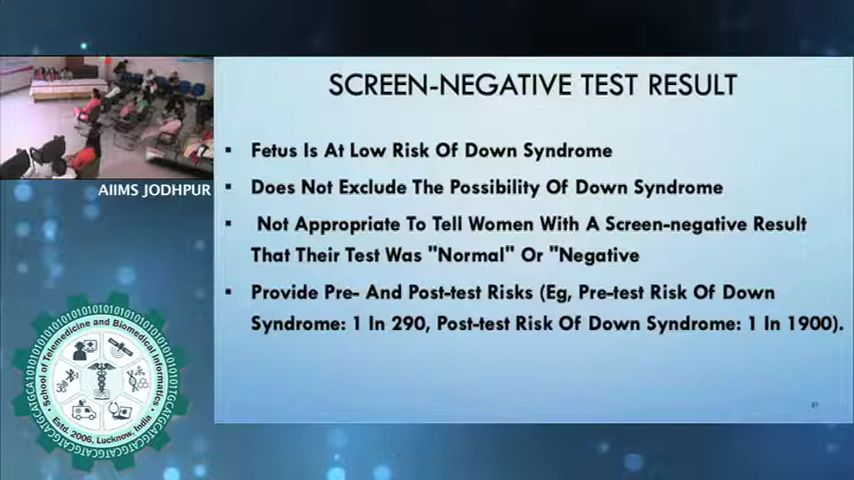 SCREEN-NEGATIVE TEST RESULT
▪ Fetus Is At Low Risk Of Down Syndrome
▪ Does Not Exclude The Possibility Of Down Syndrome
▪ Not Appropriate To Tell Women With A Screen-negative Result
That Their Test Was "Normal" Or "Negative
▪ Provide Pre- And Post-test Risks (Eg, Pre-test Risk Of Down
Syndrome: 1 In 290, Post-test Risk Of Down Syndrome: 1 In 1900).
AIIMS JODHPUR
School of Telemedicine and Biomedical Informatics
Estd. 2006, Lucknow, India